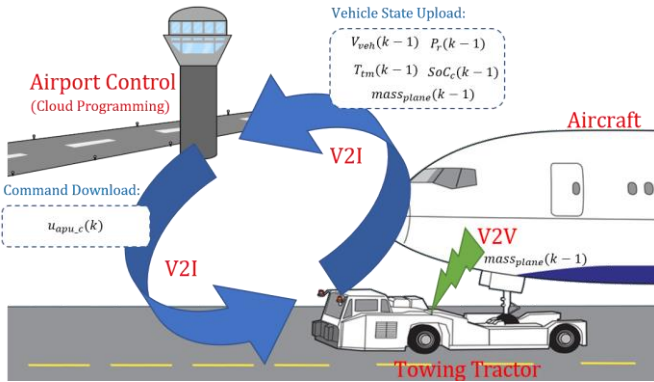 Vehicle State Upload:
V_{veh}(k − 1) P_r(k − 1)
T_{tm}(k − 1) SoC_c(k − 1)
mass_{plane}(k − 1)
Airport Control
(Cloud Programming)
Aircraft
V2I
Command Download:
u_{apu_c}(k)
V2I
V2V
mass_{plane}(k − 1)
Towing Tractor